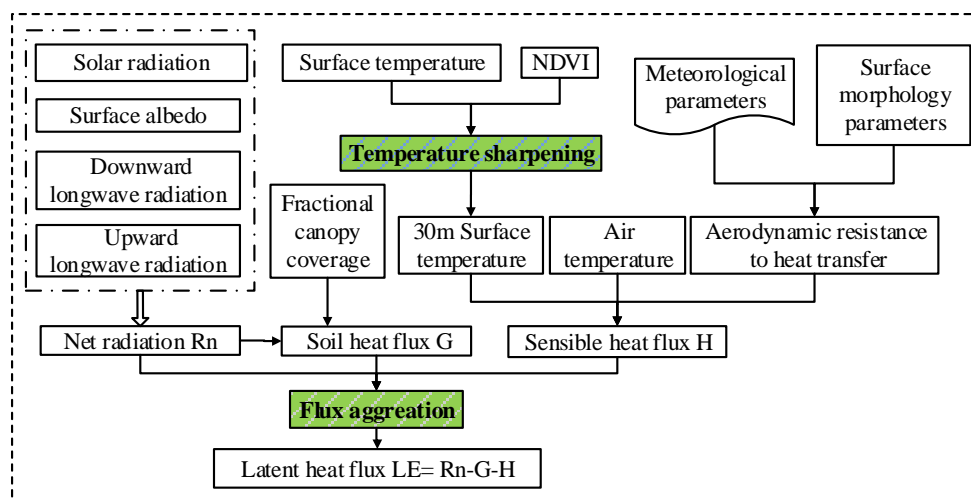 Solar radiation
Surface albedo
Downward
longwave radiation
Upward
longwave radiation
Surface temperature
NDVI
Meteorological
parameters
Surface
morphology
parameters
Temperature sharpening
Fractional
canopy
coverage
30m Surface
temperature
Air
temperature
Aerodynamic resistance
to heat transfer
Net radiation Rn
Soil heat flux G
Sensible heat flux H
Flux aggreation
Latent heat flux LE= Rn-G-H